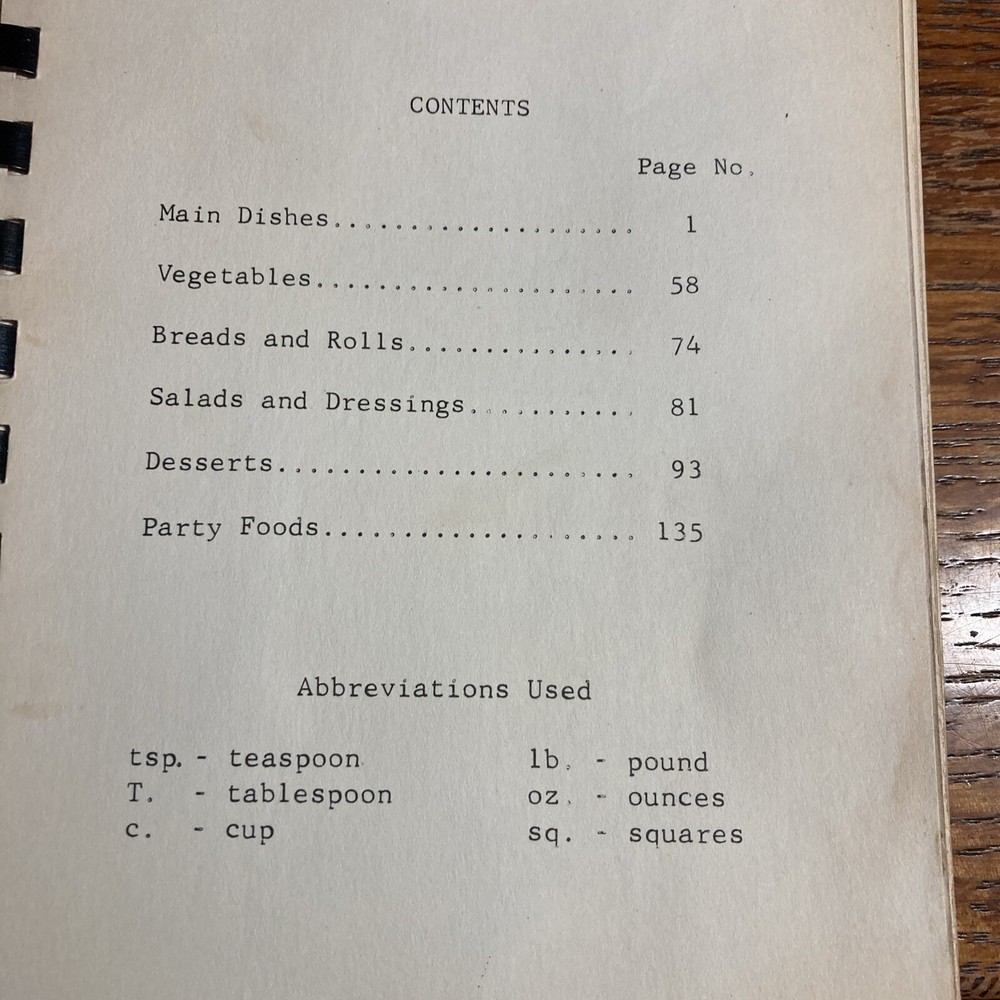 CONTENTS
Page No.
Main Dishes.................... 1
Vegetables..................... 58
Breads and Rolls............... 74
Salads and Dressings........... 81
Desserts....................... 93
Party Foods.................... 135
Abbreviations Used
tsp. - teaspoon lb. - pound
T. - tablespoon oz. - ounces
c. - cup sq. - squares